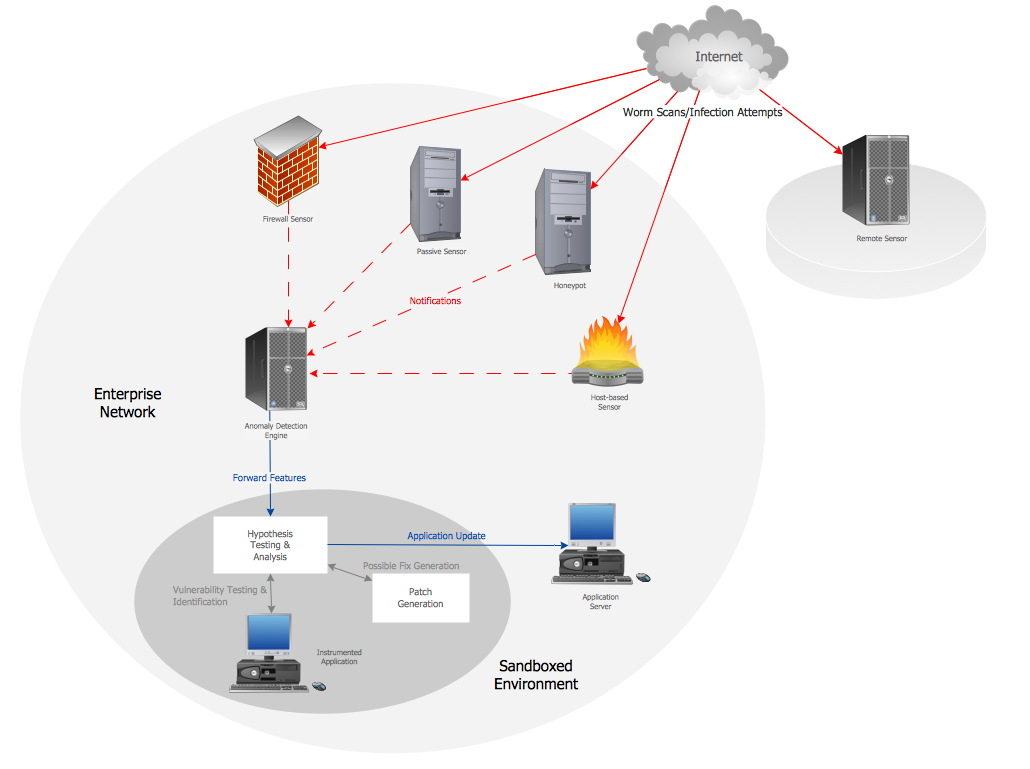 Internet
Worm Scans/Infection Attempts
Firewall Sensor
Passive Sensor
Remote Sensor
Honeypot
Notifications
Host-based
Sensor
Enterprise
Network
Anomaly Detection
Engine
Forward Features
Hypothesis
Testing &
Analysis
Application Update
Possible Fix Generation
Vulnerability Testing &
Identification
Patch
Generation
Application
Server
Instrumented
Application
Sandboxed
Environment